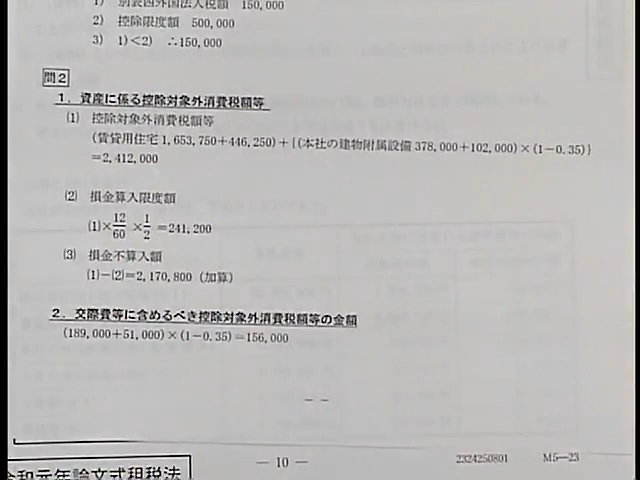 1) 別表四外国法人税額 150,000
2) 控除限度額 500,000
3) 1)<2) ∴150,000
問2
1．資産に係る控除対象外消費税額等
(1) 控除対象外消費税額等
(賃貸用住宅1,653,750+446,250)+{(本社の建物附属設備378,000+102,000)×(1-0.35)}
=2,412,000
(2) 損金算入限度額
(1)×12/60×1/2=241,200
(3) 損金不算入額
(1)-(2)=2,170,800 (加算)
2．交際費等に含めるべき控除対象外消費税額等の金額
(189,000+51,000)×(1-0.35)=156,000
— 10 —
2324250801 M5—23
令和元年論文式租税法